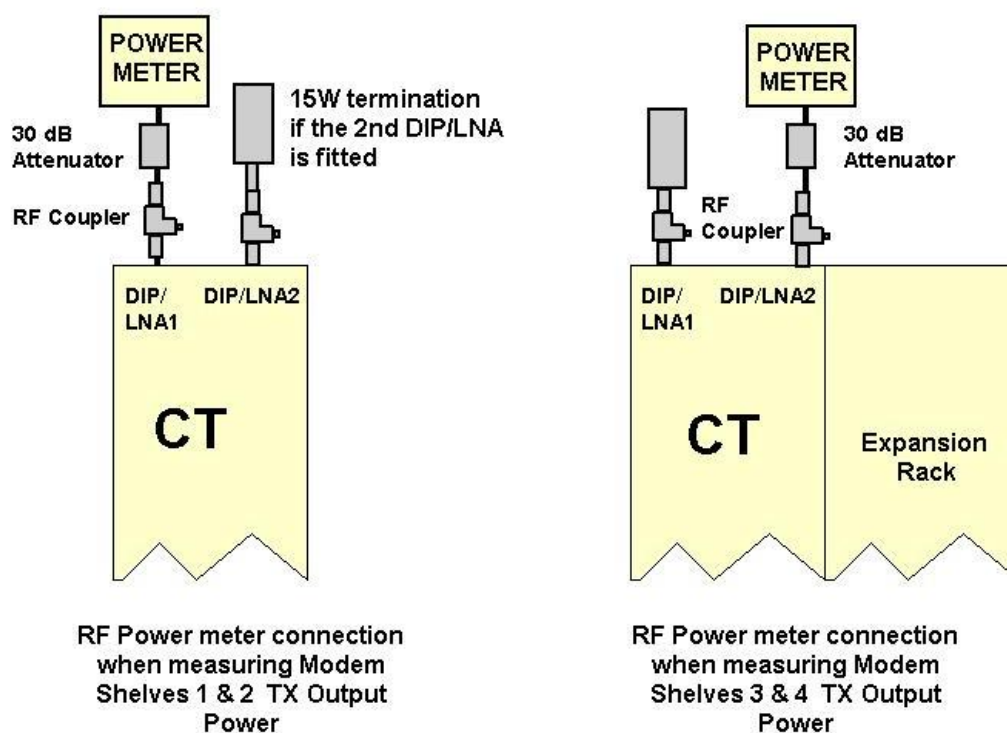 POWER
METER
30 dB
Attenuator
RF Coupler
15W termination
if the 2nd DIP/LNA
is fitted
DIP/
LNA1
DIP/LNA2
CT
RF Power meter connection
when measuring Modem
Shelves 1 & 2 TX Output
Power
POWER
METER
30 dB
Attenuator
RF
Coupler
DIP/
LNA1
DIP/LNA2
CT
Expansion
Rack
RF Power meter connection
when measuring Modem
Shelves 3 & 4 TX Output
Power